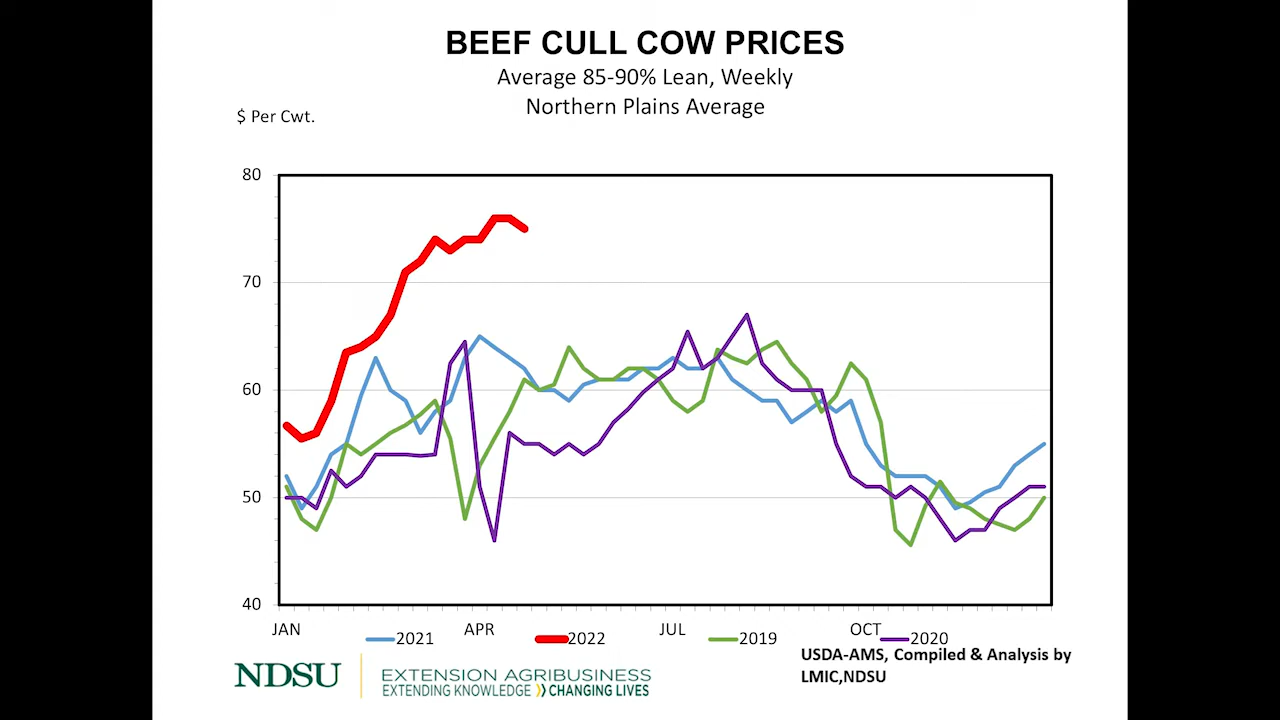 BEEF CULL COW PRICES
Average 85-90% Lean, Weekly
Northern Plains Average
$ Per Cwt.
80
70
60
50
40
JAN APR JUL OCT
2021 2022 2019 2020
USDA-AMS, Compiled & Analysis by
LMIC,NDSU
NDSU
EXTENSION AGRIBUSINESS
EXTENDING KNOWLEDGE CHANGING LIVES